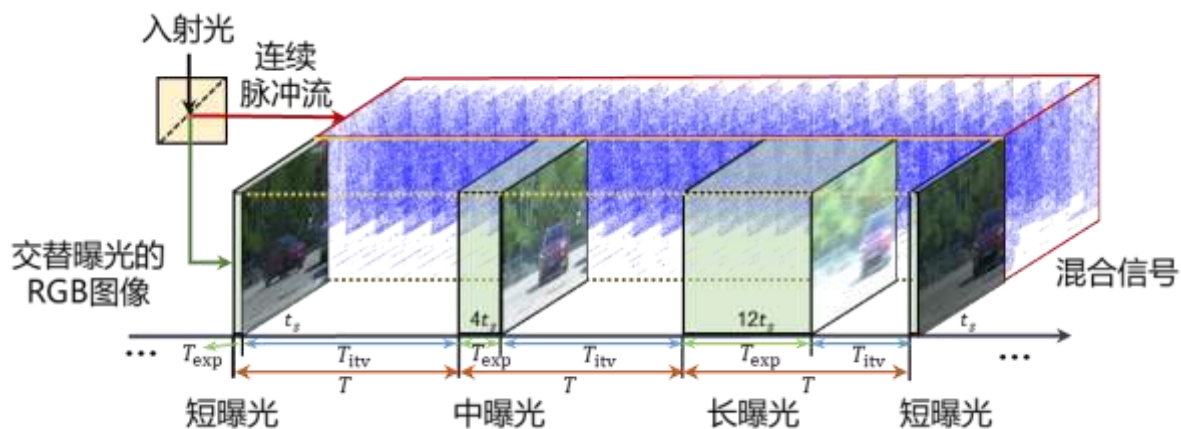 入射光
连续
脉冲流
交替曝光的
RGB图像
混合信号
t_s
4t_s
12t_s
t_s
...
T_exp
T_itv
T_exp
T_itv
T_exp
T_itv
...
T
T
T
短曝光
中曝光
长曝光
短曝光